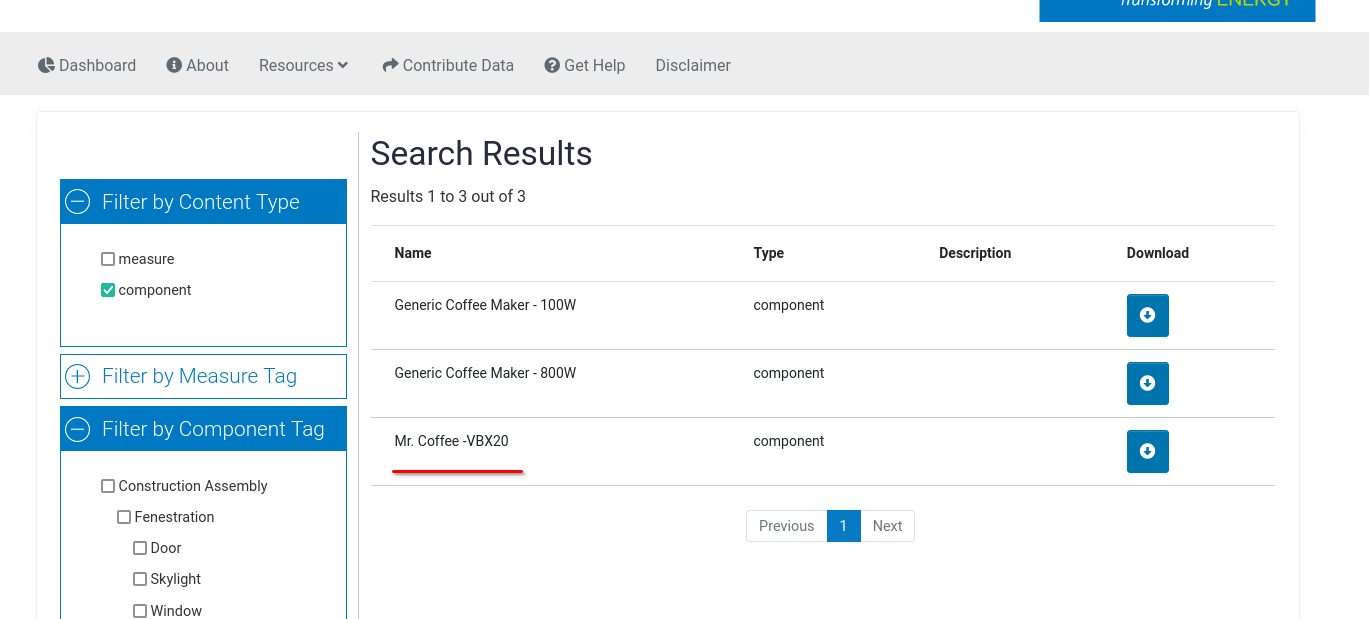 Transforming ENERGY
Dashboard About Resources Contribute Data Get Help Disclaimer
Search Results
Results 1 to 3 out of 3
Filter by Content Type
measure
component
Filter by Measure Tag
Filter by Component Tag
Construction Assembly
Fenestration
Door
Skylight
Window
Name Type Description Download
Generic Coffee Maker - 100W component
Generic Coffee Maker - 800W component
Mr. Coffee -VBX20 component
Previous 1 Next